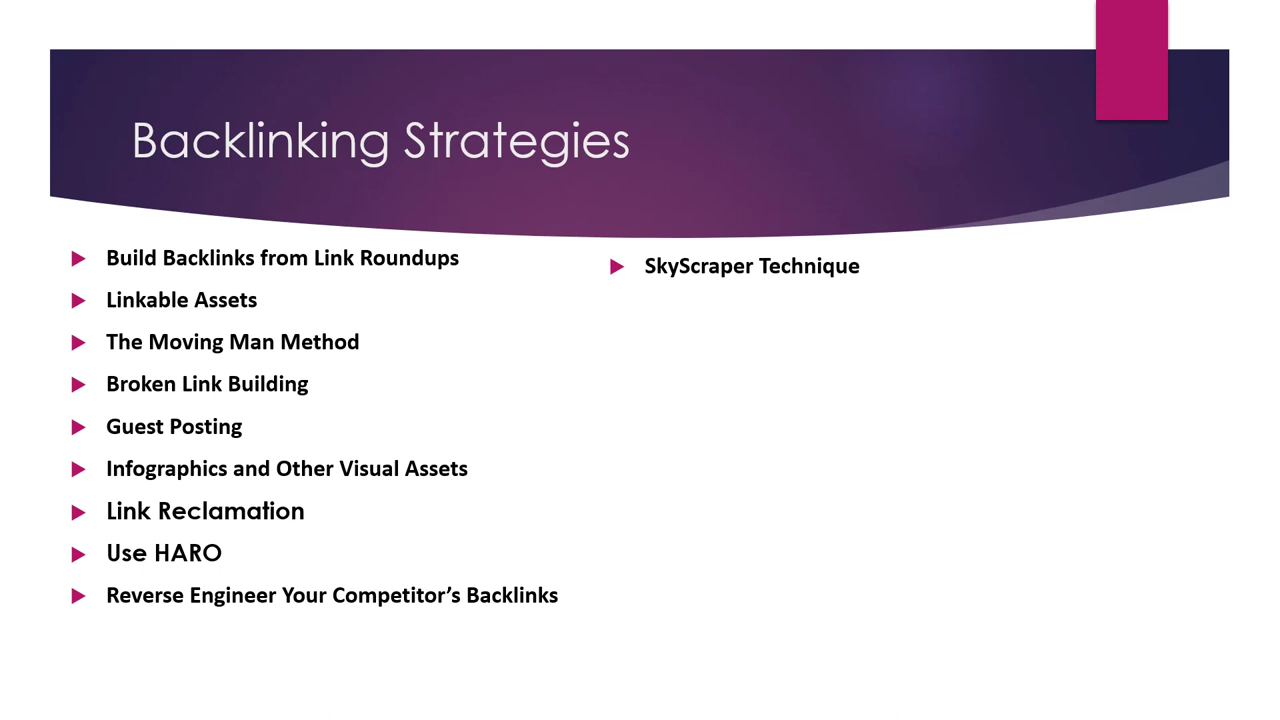 Backlinking Strategies
Build Backlinks from Link Roundups
Linkable Assets
The Moving Man Method
Broken Link Building
Guest Posting
Infographics and Other Visual Assets
Link Reclamation
Use HARO
Reverse Engineer Your Competitor’s Backlinks
SkyScraper Technique